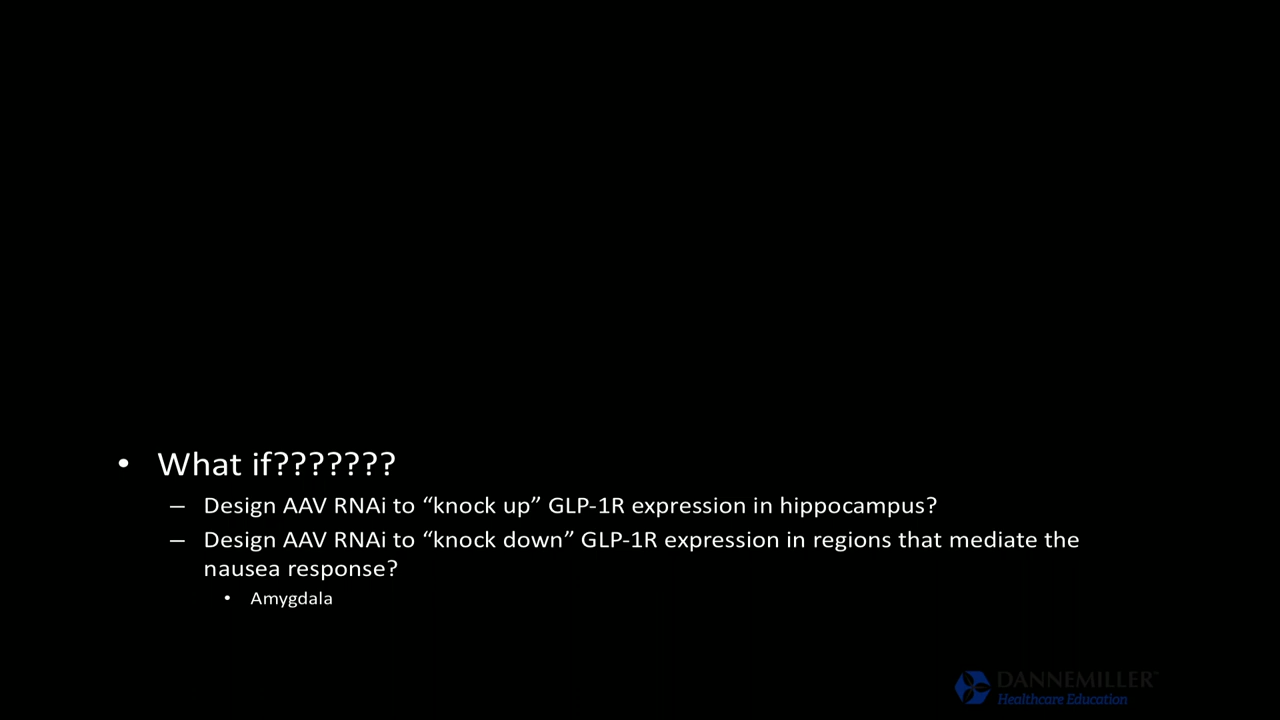 • What if???????
– Design AAV RNAi to “knock up” GLP-1R expression in hippocampus?
– Design AAV RNAi to “knock down” GLP-1R expression in regions that mediate the
nausea response?
• Amygdala
DANNEMILLER
Healthcare Education